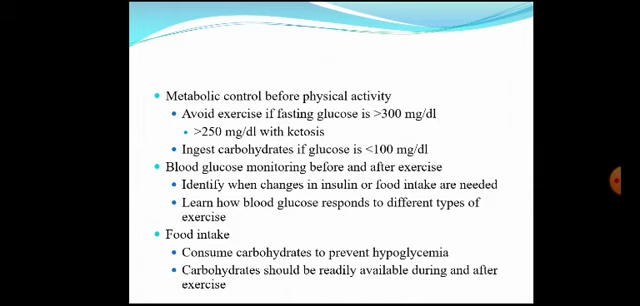 Metabolic control before physical activity
Avoid exercise if fasting glucose is >300 mg/dl
>250 mg/dl with ketosis
Ingest carbohydrates if glucose is <100 mg/dl
Blood glucose monitoring before and after exercise
Identify when changes in insulin or food intake are needed
Learn how blood glucose responds to different types of
exercise
Food intake
Consume carbohydrates to prevent hypoglycemia
Carbohydrates should be readily available during and after
exercise